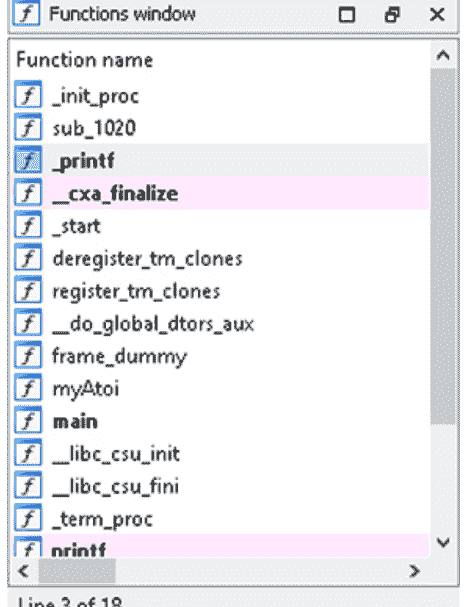 Functions window
Function name
_init_proc
sub_1020
_printf
__cxa_finalize
_start
deregister_tm_clones
register_tm_clones
__do_global_dtors_aux
frame_dummy
myAtoi
main
__libc_csu_init
__libc_csu_fini
_term_proc
printf
Line 3 of 18